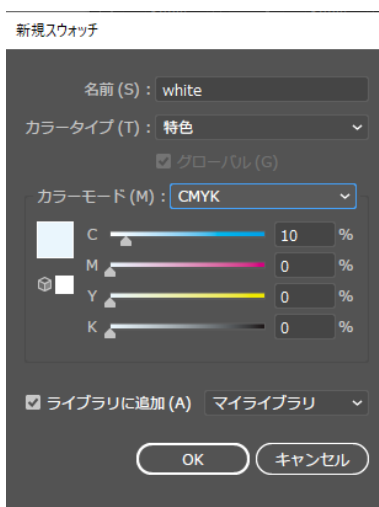 新規スウォッチ
名前 (S) : white
カラータイプ (T) : 特色
グローバル (G)
カラーモード (M) : CMYK
C 10 %
M 0 %
Y 0 %
K 0 %
ライブラリに追加 (A) マイライブラリ
OK キャンセル